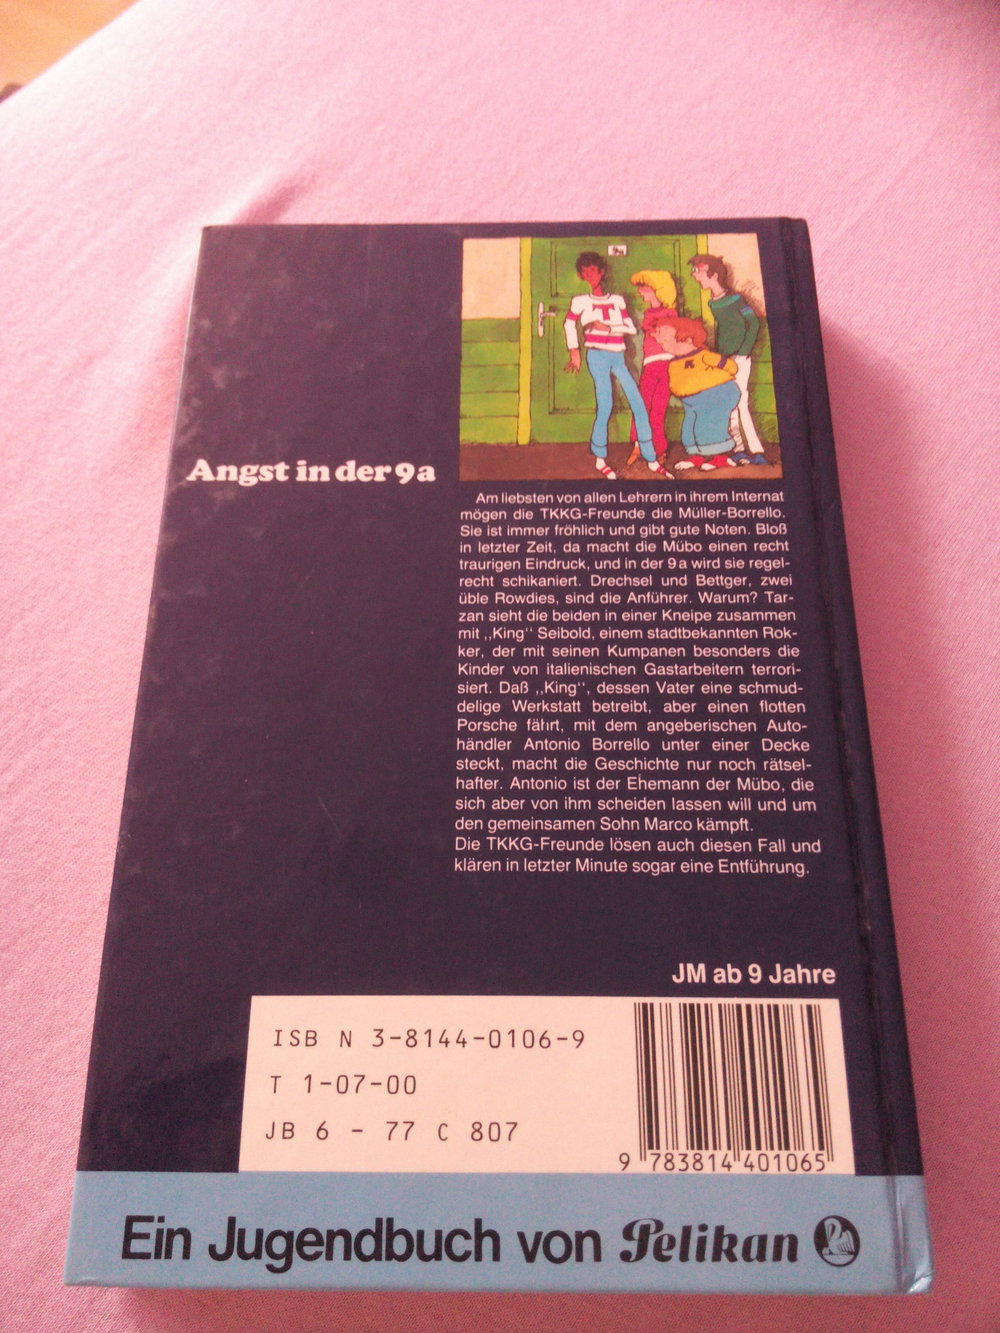 9a
T
K
Angst in der 9a
Am liebsten von allen Lehrern in ihrem Internat
mögen die TKKG-Freunde die Müller-Borrello.
Sie ist immer fröhlich und gibt gute Noten. Bloß
in letzter Zeit, da macht die Mübo einen recht
traurigen Eindruck, und in der 9a wird sie regel-
recht schikaniert. Drechsel und Bettger, zwei
üble Rowdies, sind die Anführer. Warum? Tar-
zan sieht die beiden in einer Kneipe zusammen
mit „King“ Seibold, einem stadtbekannten Rok-
ker, der mit seinen Kumpanen besonders die
Kinder von italienischen Gastarbeitern terrori-
siert. Daß „King“, dessen Vater eine schmud-
delige Werkstatt betreibt, aber einen flotten
Porsche fährt, mit dem angeberischen Auto-
händler Antonio Borrello unter einer Decke
steckt, macht die Geschichte nur noch rätsel-
hafter. Antonio ist der Ehemann der Mübo, die
sich aber von ihm scheiden lassen will und um
den gemeinsamen Sohn Marco kämpft.
Die TKKG-Freunde lösen auch diesen Fall und
klären in letzter Minute sogar eine Entführung.
JM ab 9 Jahre
ISB N 3-8144-0106-9
T 1-07-00
JB 6 - 77 C 807
9 783814 401065
Ein Jugendbuch von Pelikan